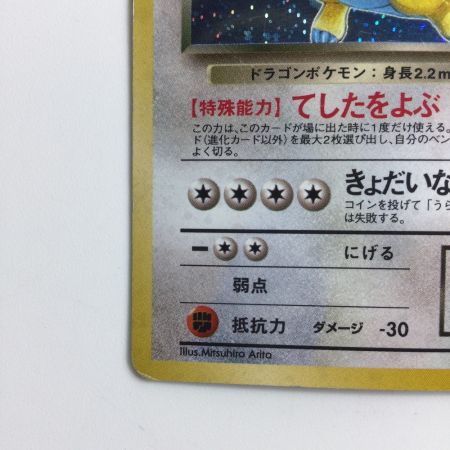 ドラゴンポケモン：身長2.2m
【特殊能力】てしたをよぶ
この力は、このカードが場に出た時に1度だけ使える。
ド（進化カード以外）を最大2枚選び出し、自分のベン
よく切る。
きょだいな
コインを投げて「うら
は失敗する。
ー にげる
弱点
抵抗力 ダメージ -30
Illus.Mitsuhiro Arita